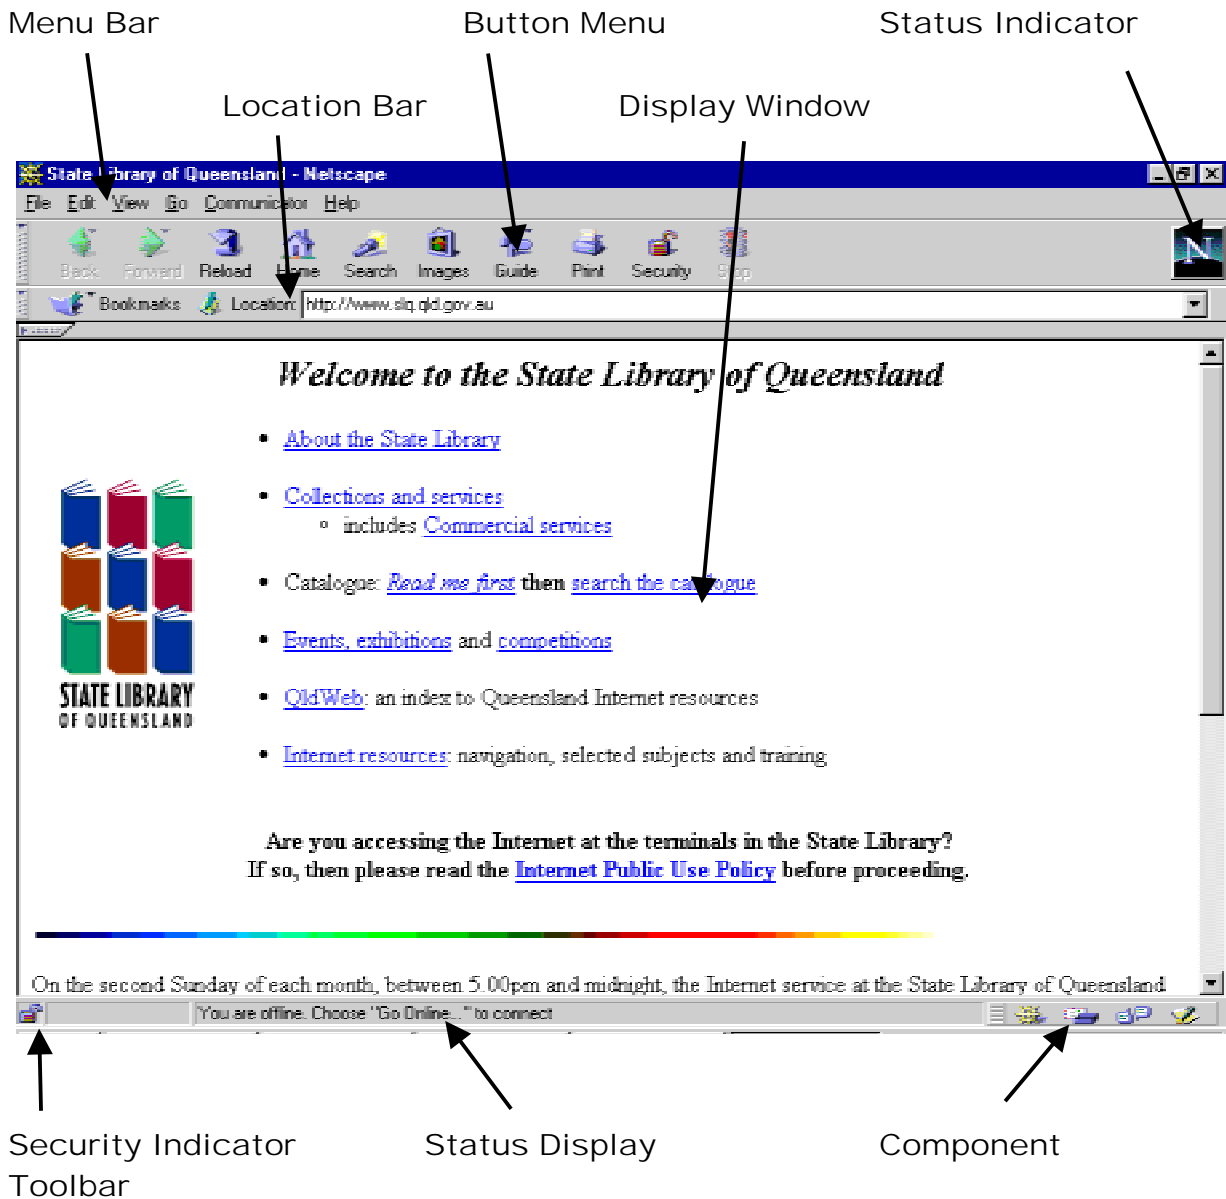 Menu Bar Button Menu Status Indicator
Location Bar Display Window
State Library of Queensland - Netscape
File Edit View Go Communicator Help
Back Forward Reload Home Search Images Guide Print Security Stop
Bookmarks Location: http://www.slq.qld.gov.au
N
Welcome to the State Library of Queensland
• About the State Library
• Collections and services
◦ includes Commercial services
• Catalogue: Read me first then search the catalogue
• Events, exhibitions and competitions
• QldWeb: an index to Queensland Internet resources
• Internet resources: navigation, selected subjects and training
STATE LIBRARY
OF QUEENSLAND
Are you accessing the Internet at the terminals in the State Library?
If so, then please read the Internet Public Use Policy before proceeding.
On the second Sunday of each month, between 5.00pm and midnight, the Internet service at the State Library of Queensland
You are offline. Choose "Go Online..." to connect
Security Indicator Status Display Component
Toolbar